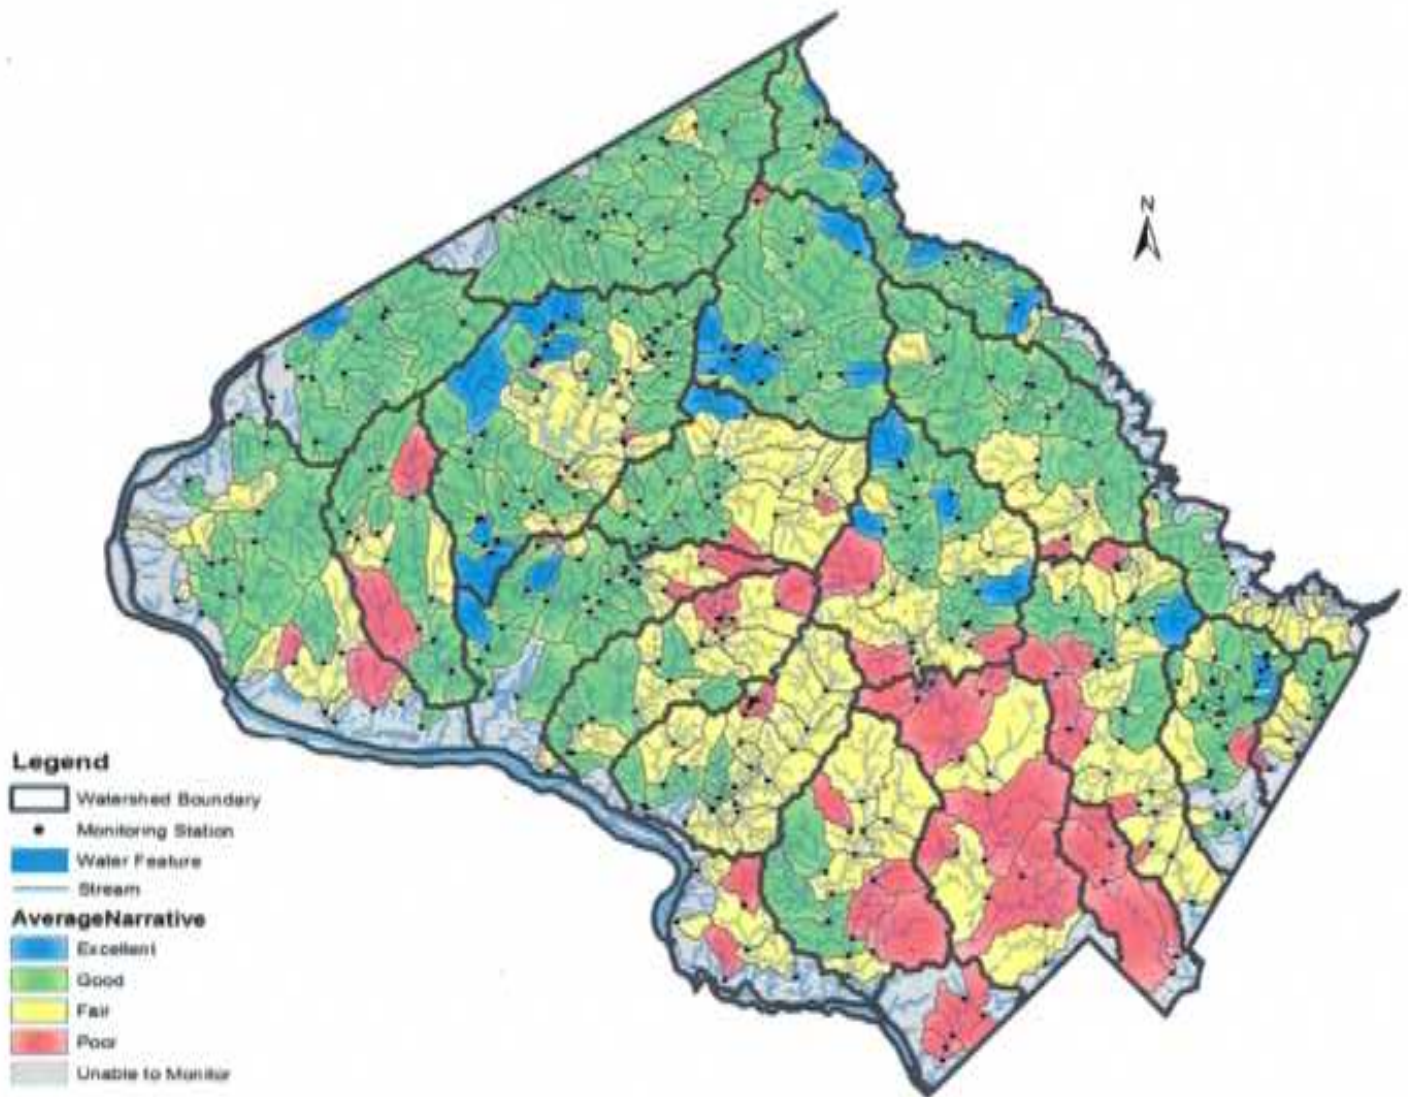 N
Legend
Watershed Boundary
Monitoring Station
Water Feature
Stream
AverageNarrative
Excellent
Good
Fair
Poor
Unable to Monitor